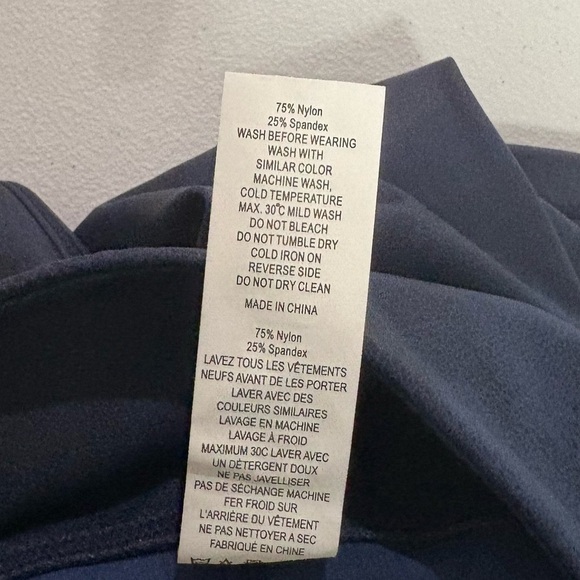 75% Nylon
25% Spandex
WASH BEFORE WEARING
WASH WITH
SIMILAR COLOR
MACHINE WASH,
COLD TEMPERATURE
MAX. 30°C MILD WASH
DO NOT BLEACH
DO NOT TUMBLE DRY
COLD IRON ON
REVERSE SIDE
DO NOT DRY CLEAN
MADE IN CHINA
75% Nylon
25% Spandex
LAVEZ TOUS LES VÊTEMENTS
NEUFS AVANT DE LES PORTER
LAVER AVEC DES
COULEURS SIMILAIRES
LAVAGE EN MACHINE
LAVAGE À FROID
MAXIMUM 30C LAVER AVEC
UN DÉTERGENT DOUX
NE PAS JAVELLISER
PAS DE SÉCHANGE MACHINE
FER FROID SUR
L'ARRIÈRE DU VÊTEMENT
NE PAS NETTOYER A SEC
FABRIQUÉ EN CHINE